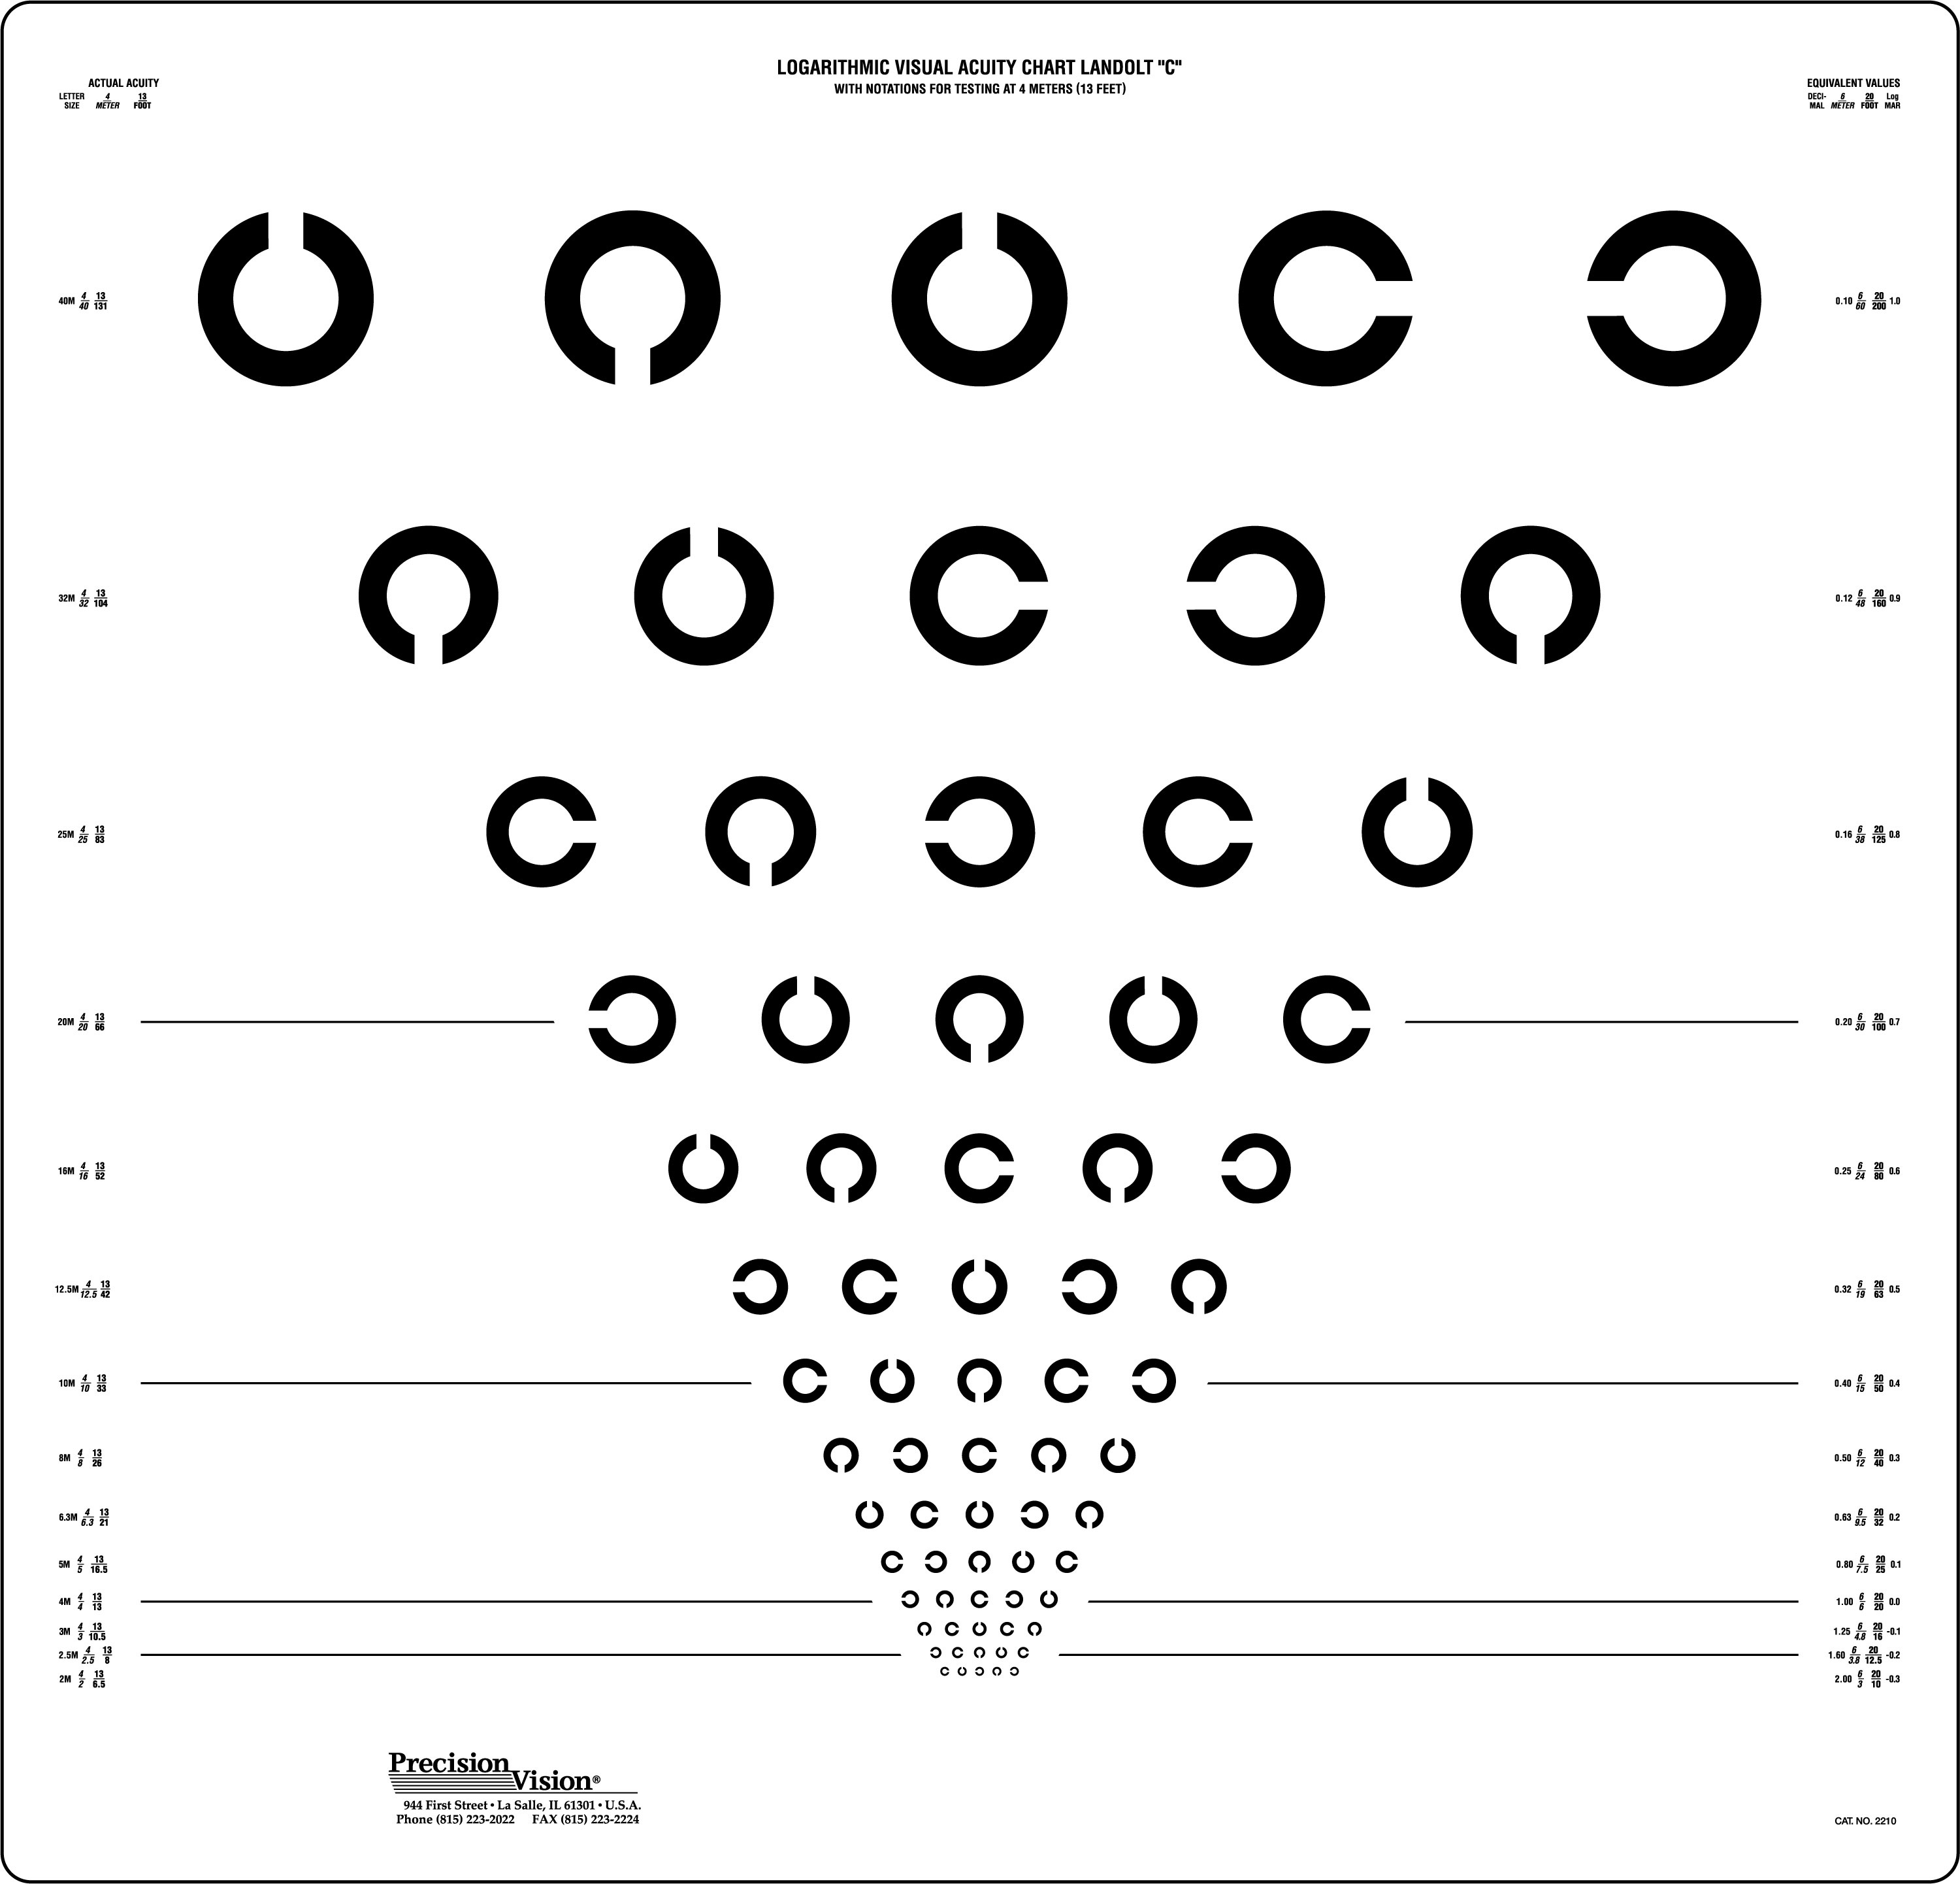 LOGARITHMIC VISUAL ACUITY CHART LANDOLT "C"
WITH NOTATIONS FOR TESTING AT 4 METERS (13 FEET)
ACTUAL ACUITY
LETTER SIZE 4/METER 13/FOOT
EQUIVALENT VALUES
DECI-MAL 6/METER 20/FOOT Log MAR
40M 4/40 13/131 0.10 6/60 20/200 1.0
32M 4/32 13/104 0.12 6/48 20/160 0.9
25M 4/25 13/83 0.16 6/38 20/125 0.8
20M 4/20 13/66 0.20 6/30 20/100 0.7
16M 4/16 13/52 0.25 6/24 20/80 0.6
12.5M 4/12.5 13/42 0.32 6/19 20/63 0.5
10M 4/10 13/33 0.40 6/15 20/50 0.4
8M 4/8 13/26 0.50 6/12 20/40 0.3
6.3M 4/6.3 13/21 0.63 6/9.5 20/32 0.2
5M 4/5 13/16.5 0.80 6/7.5 20/25 0.1
4M 4/4 13/13 1.00 6/6 20/20 0.0
3M 4/3 13/10.5 1.25 6/4.8 20/16 -0.1
2.5M 4/2.5 13/8 1.60 6/3.8 20/12.5 -0.2
2M 4/2 13/6.5 2.00 6/3 20/10 -0.3
Precision Vision®
944 First Street • La Salle, IL 61301 • U.S.A.
Phone (815) 223-2022 FAX (815) 223-2224
CAT. NO. 2210